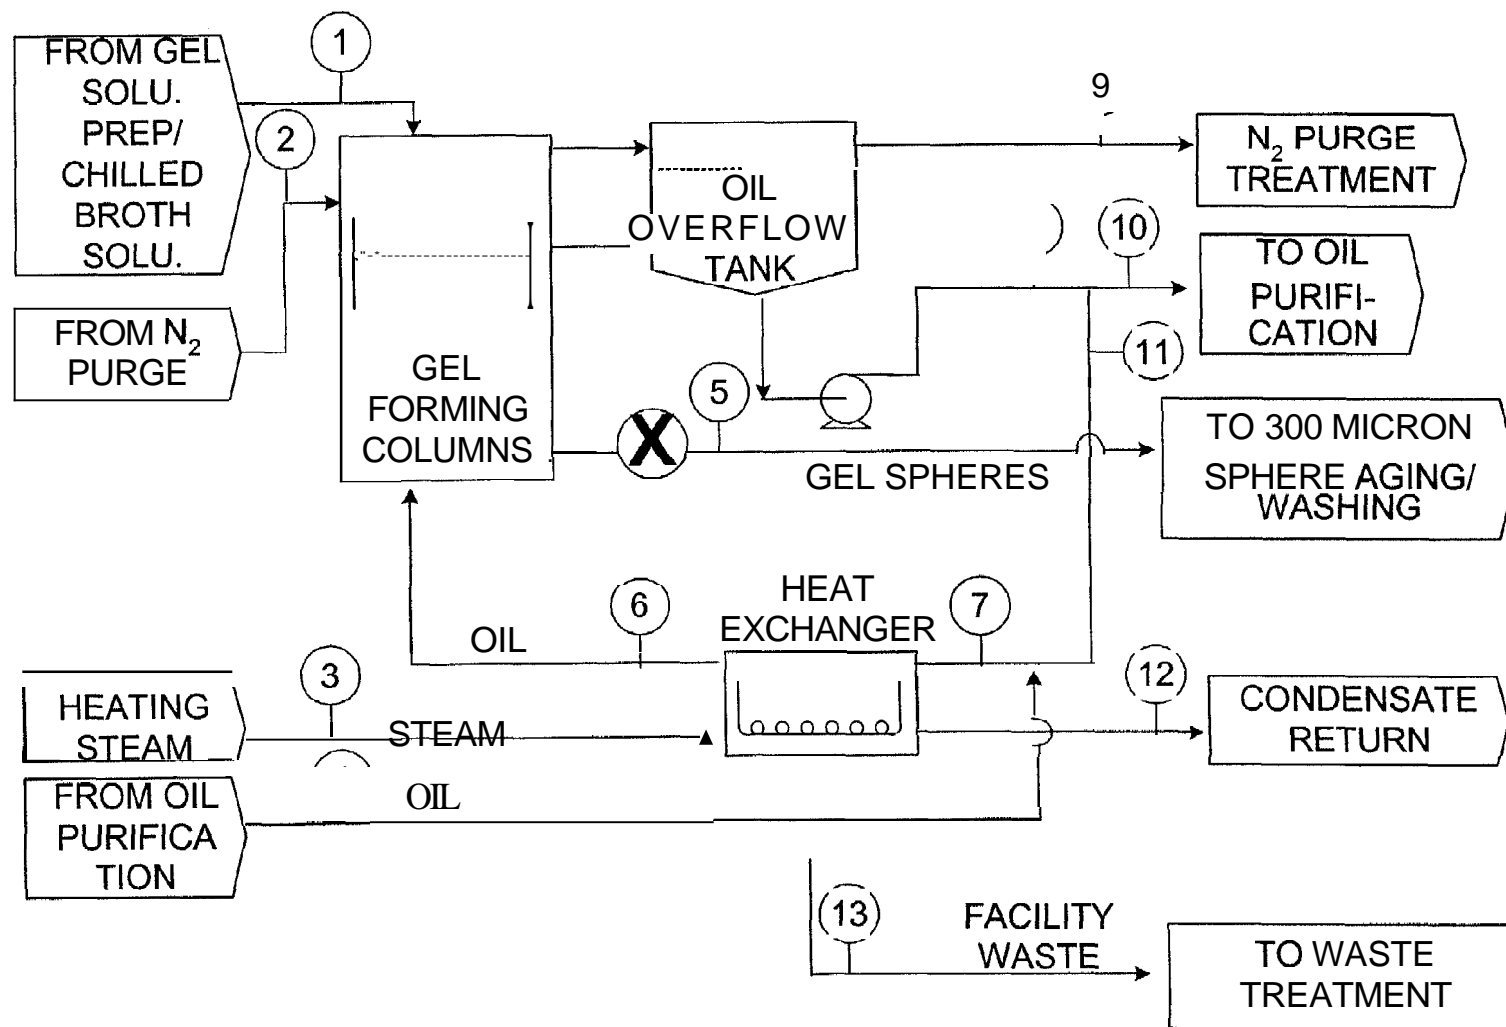 FROM GEL
SOLU.
PREP/
CHILLED
BROTH
SOLU.
1
2
FROM N₂
PURGE
GEL
FORMING
COLUMNS
OIL
OVERFLOW
TANK
9
N₂ PURGE
TREATMENT
10
TO OIL
PURIFI-
CATION
11
5
X
GEL SPHERES
TO 300 MICRON
SPHERE AGING/
WASHING
6
OIL
HEAT
EXCHANGER
7
HEATING
STEAM
3
STEAM
12
CONDENSATE
RETURN
FROM OIL
PURIFICA
TION
OIL
13
FACILITY
WASTE
TO WASTE
TREATMENT